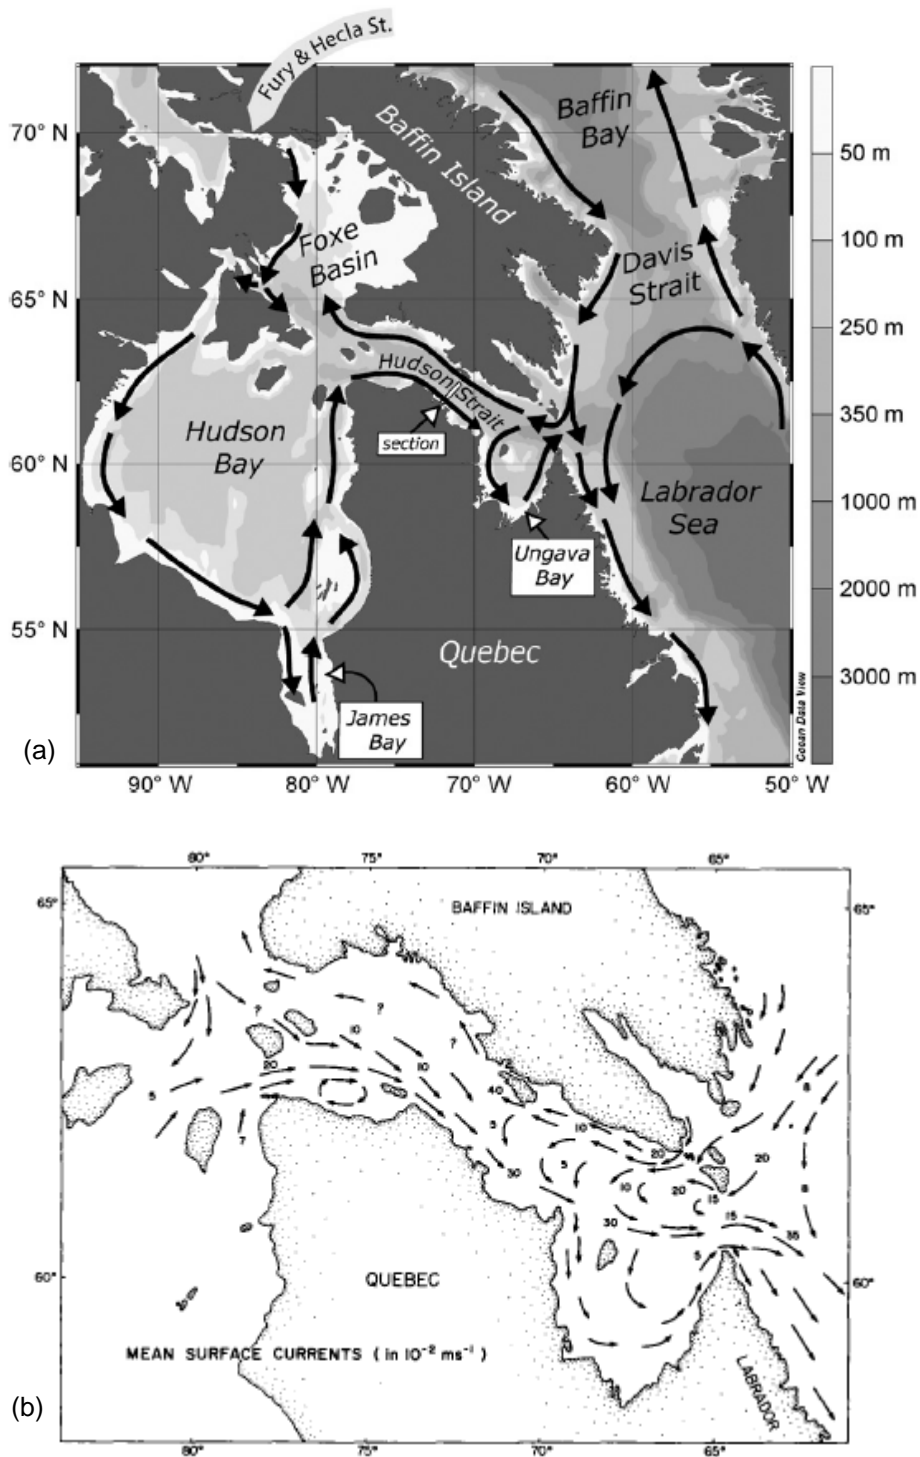 (a)
Fury & Hecla St.
70° N
65° N
60° N
55° N
Baffin Island
Baffin
Bay
Foxe
Basin
Davis
Strait
Hudson Strait
section
Hudson
Bay
Labrador
Sea
Ungava
Bay
Quebec
James
Bay
90° W
80° W
70° W
60° W
50° W
50 m
100 m
250 m
350 m
1000 m
2000 m
3000 m
Ocean Data View
(b)
80° 75° 70° 65°
65° 65°
BAFFIN ISLAND
? ?
10
20 10 ?
5 40 8
7 5 10
30 5 20 20
10 20 15 8
30 15 35
5
60° 60°
QUEBEC
MEAN SURFACE CURRENTS ( in 10⁻² ms⁻¹ )
LABRADOR
80° 75° 70° 65°